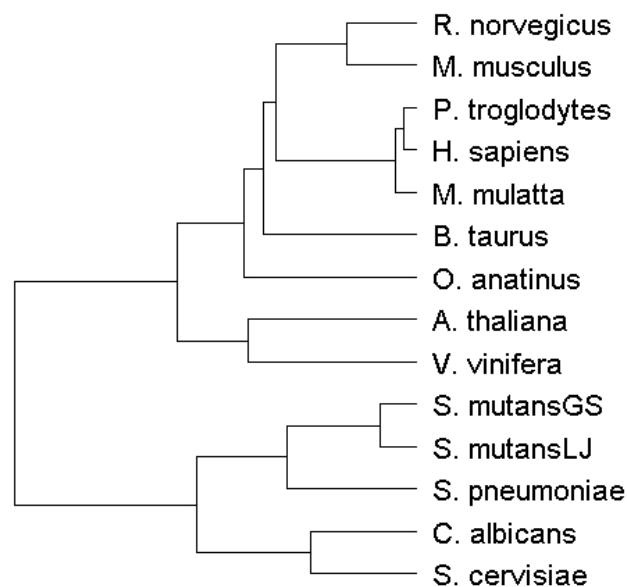 R. norvegicus
M. musculus
P. troglodytes
H. sapiens
M. mulatta
B. taurus
O. anatinus
A. thaliana
V. vinifera
S. mutansGS
S. mutansLJ
S. pneumoniae
C. albicans
S. cervisiae